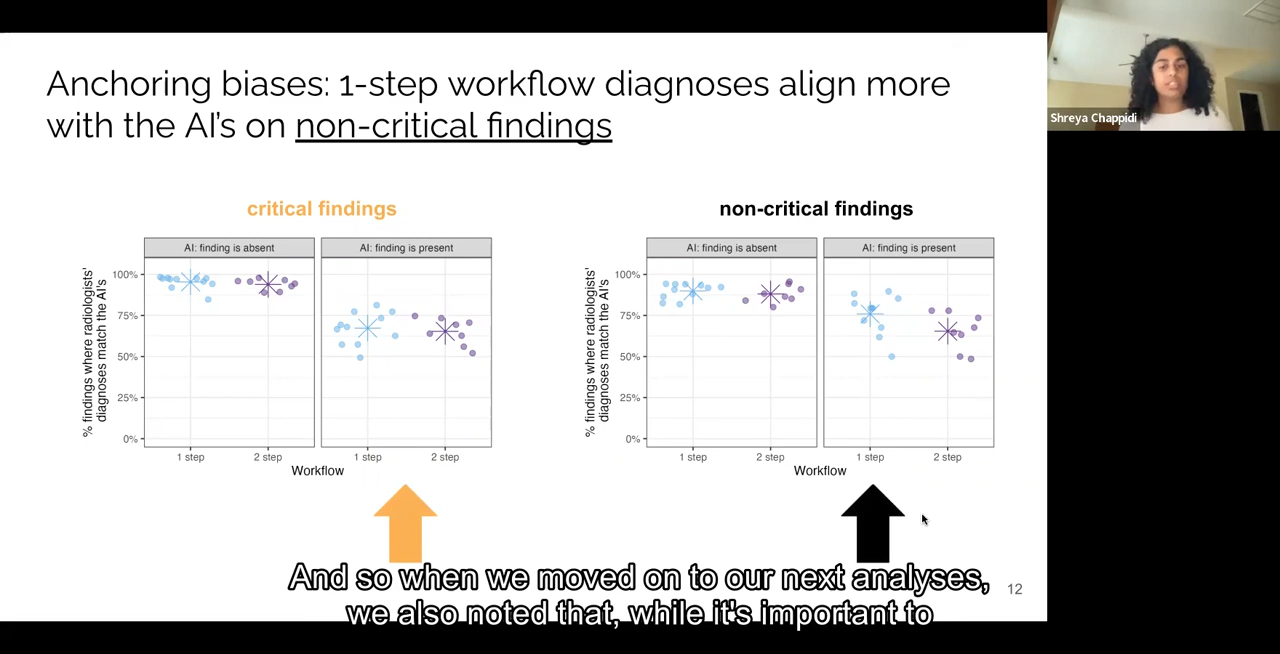 Anchoring biases: 1-step workflow diagnoses align more
with the AI's on non-critical findings
Shreya Chappidi
critical findings
AI: finding is absent
AI: finding is present
% findings where radiologists'
diagnoses match the AI's
100%
75%
50%
25%
0%
1 step
2 step
1 step
2 step
Workflow
non-critical findings
AI: finding is absent
AI: finding is present
% findings where radiologists'
diagnoses match the AI's
100%
75%
50%
25%
0%
1 step
2 step
1 step
2 step
Workflow
And so when we moved on to our next analyses,
we also noted that, while it's important to
12